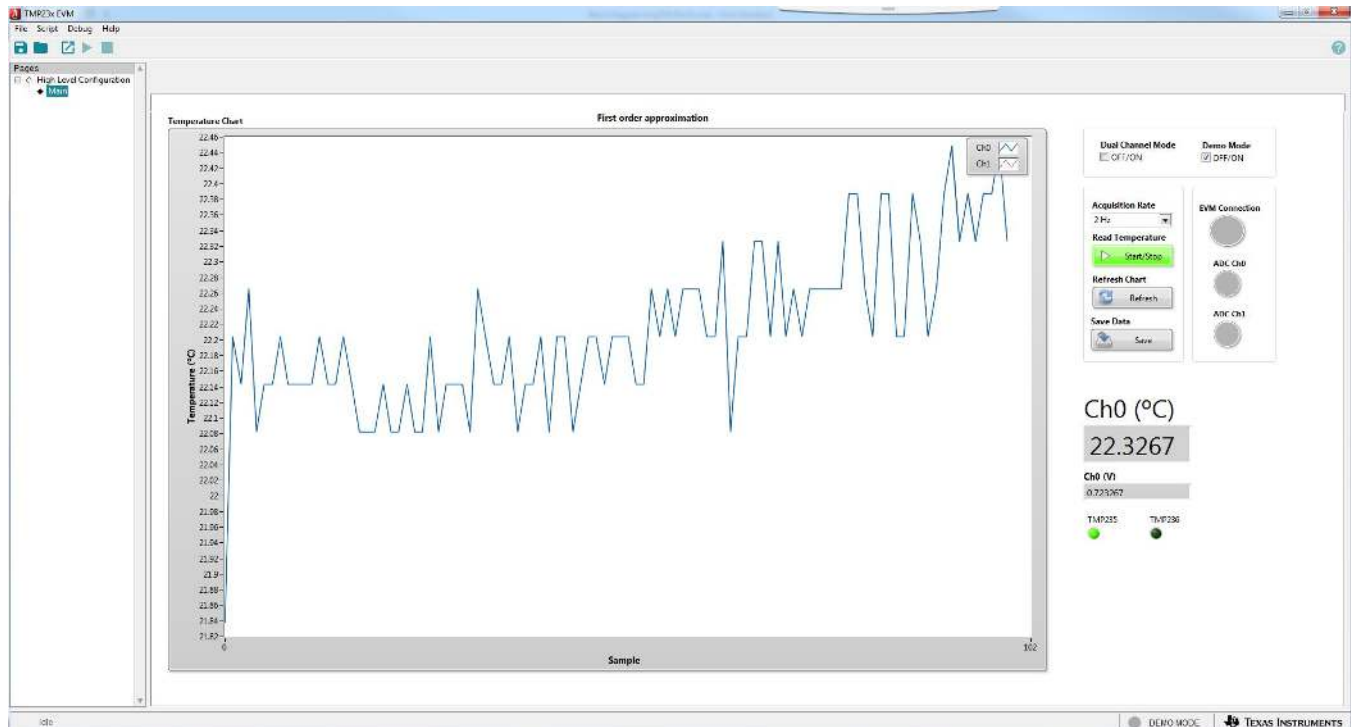 TMP23x EVM
File Script Debug Help
Pages
High Level Configuration
Main
Temperature Chart
First order approximation
22.46
22.44
22.42
22.4
22.38
22.36
22.34
22.32
22.3
22.28
22.26
22.24
22.22
22.2
22.18
22.16
22.14
22.12
22.1
22.08
22.06
22.04
22.02
22
21.98
21.96
21.94
21.92
21.9
21.88
21.86
21.84
21.82
Temperature (°C)
0
102
Sample
Ch0
Ch1
Dual Channel Mode
OFF/ON
Demo Mode
OFF/ON
Acquisition Rate
2 Hz
Read Temperature
Start/Stop
Refresh Chart
Refresh
Save Data
Save
EVM Connection
ADC Ch0
ADC Ch1
Ch0 (ºC)
22.3267
Ch0 (V)
0.723267
TMP235 TMP236
Idle
DEMO MODE
TEXAS INSTRUMENTS